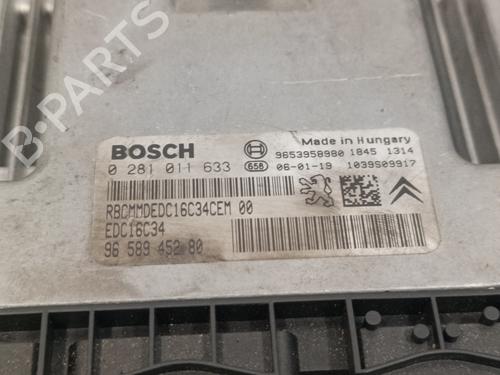 BOSCH
Made in Hungary
0 281 011 633
658
9653958980 1845 1314
06-01-19 1039S09917
RBCMMDEDC16C34CEM 00
EDC16C34
96 589 452 80
B-PARTS